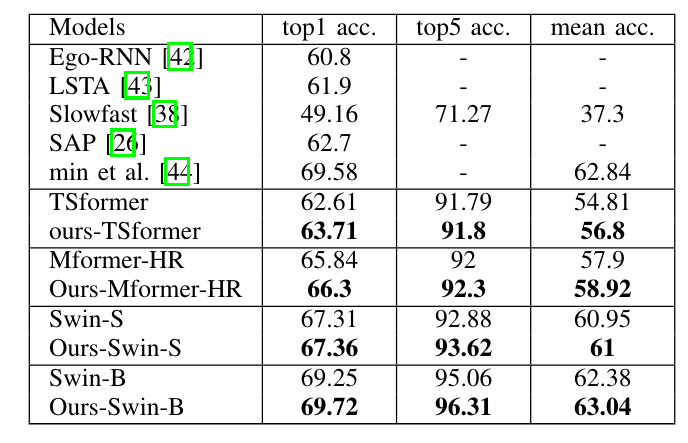 Models top1 acc. top5 acc. mean acc.
Ego-RNN [42] 60.8 - -
LSTA [43] 61.9 - -
Slowfast [38] 49.16 71.27 37.3
SAP [26] 62.7 - -
min et al. [44] 69.58 - 62.84
TSformer 62.61 91.79 54.81
ours-TSformer 63.71 91.8 56.8
Mformer-HR 65.84 92 57.9
Ours-Mformer-HR 66.3 92.3 58.92
Swin-S 67.31 92.88 60.95
Ours-Swin-S 67.36 93.62 61
Swin-B 69.25 95.06 62.38
Ours-Swin-B 69.72 96.31 63.04